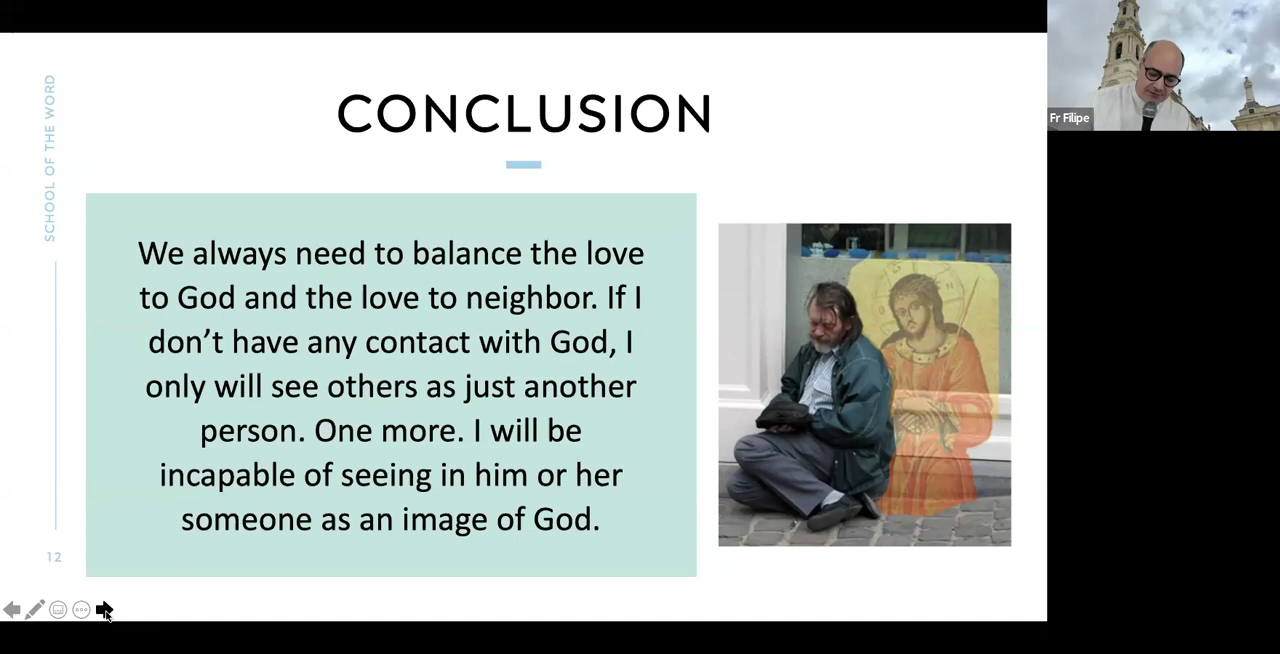 SCHOOL OF THE WORD
CONCLUSION
We always need to balance the love
to God and the love to neighbor. If I
don’t have any contact with God, I
only will see others as just another
person. One more. I will be
incapable of seeing in him or her
someone as an image of God.
12
Fr Filipe